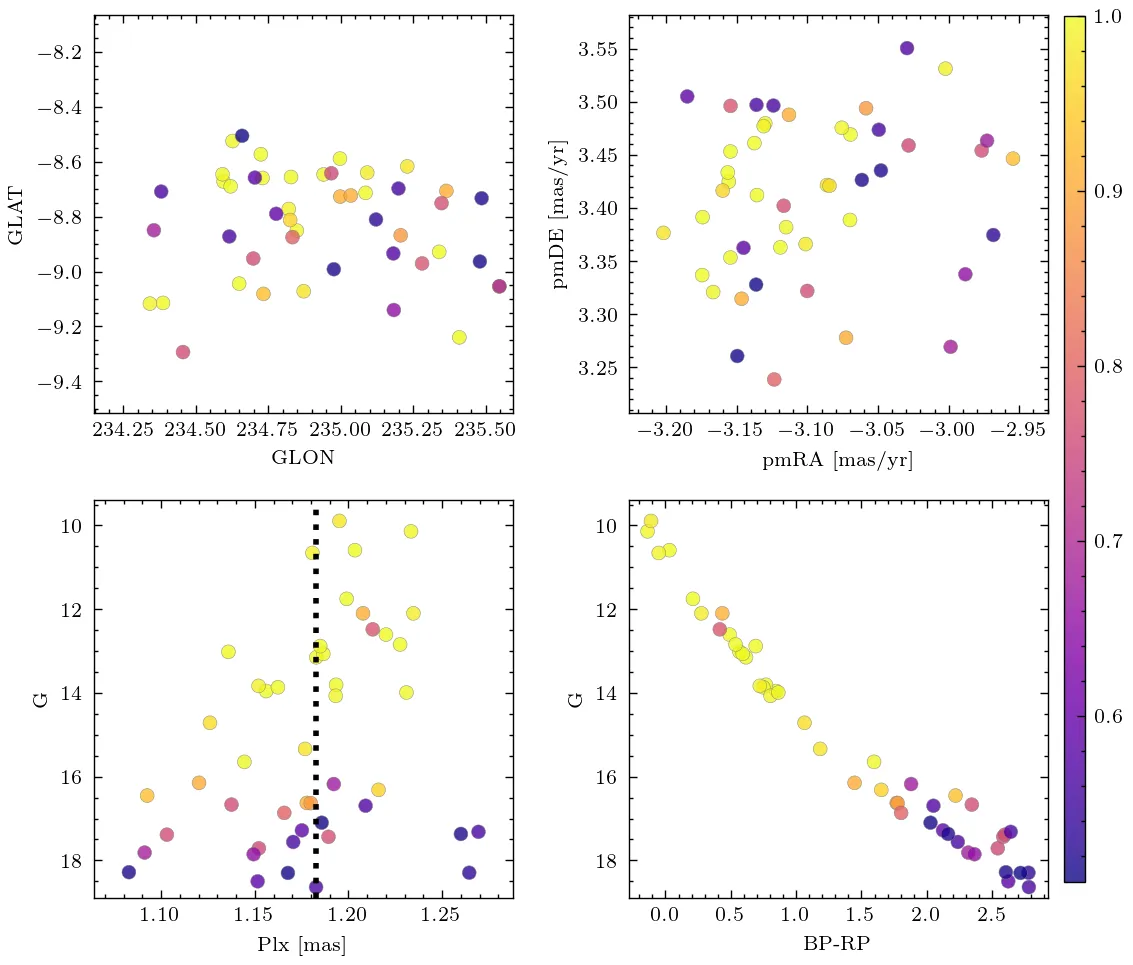 −8.2
−8.4
−8.6
−8.8
−9.0
−9.2
−9.4
GLAT
234.25 234.50 234.75 235.00 235.25 235.50
GLON
3.55
3.50
3.45
3.40
3.35
3.30
3.25
pmDE [mas/yr]
−3.20 −3.15 −3.10 −3.05 −3.00 −2.95
pmRA [mas/yr]
1.0
0.9
0.8
0.7
0.6
10
12
14
16
18
G
1.10 1.15 1.20 1.25
Plx [mas]
10
12
14
16
18
G
0.0 0.5 1.0 1.5 2.0 2.5
BP-RP